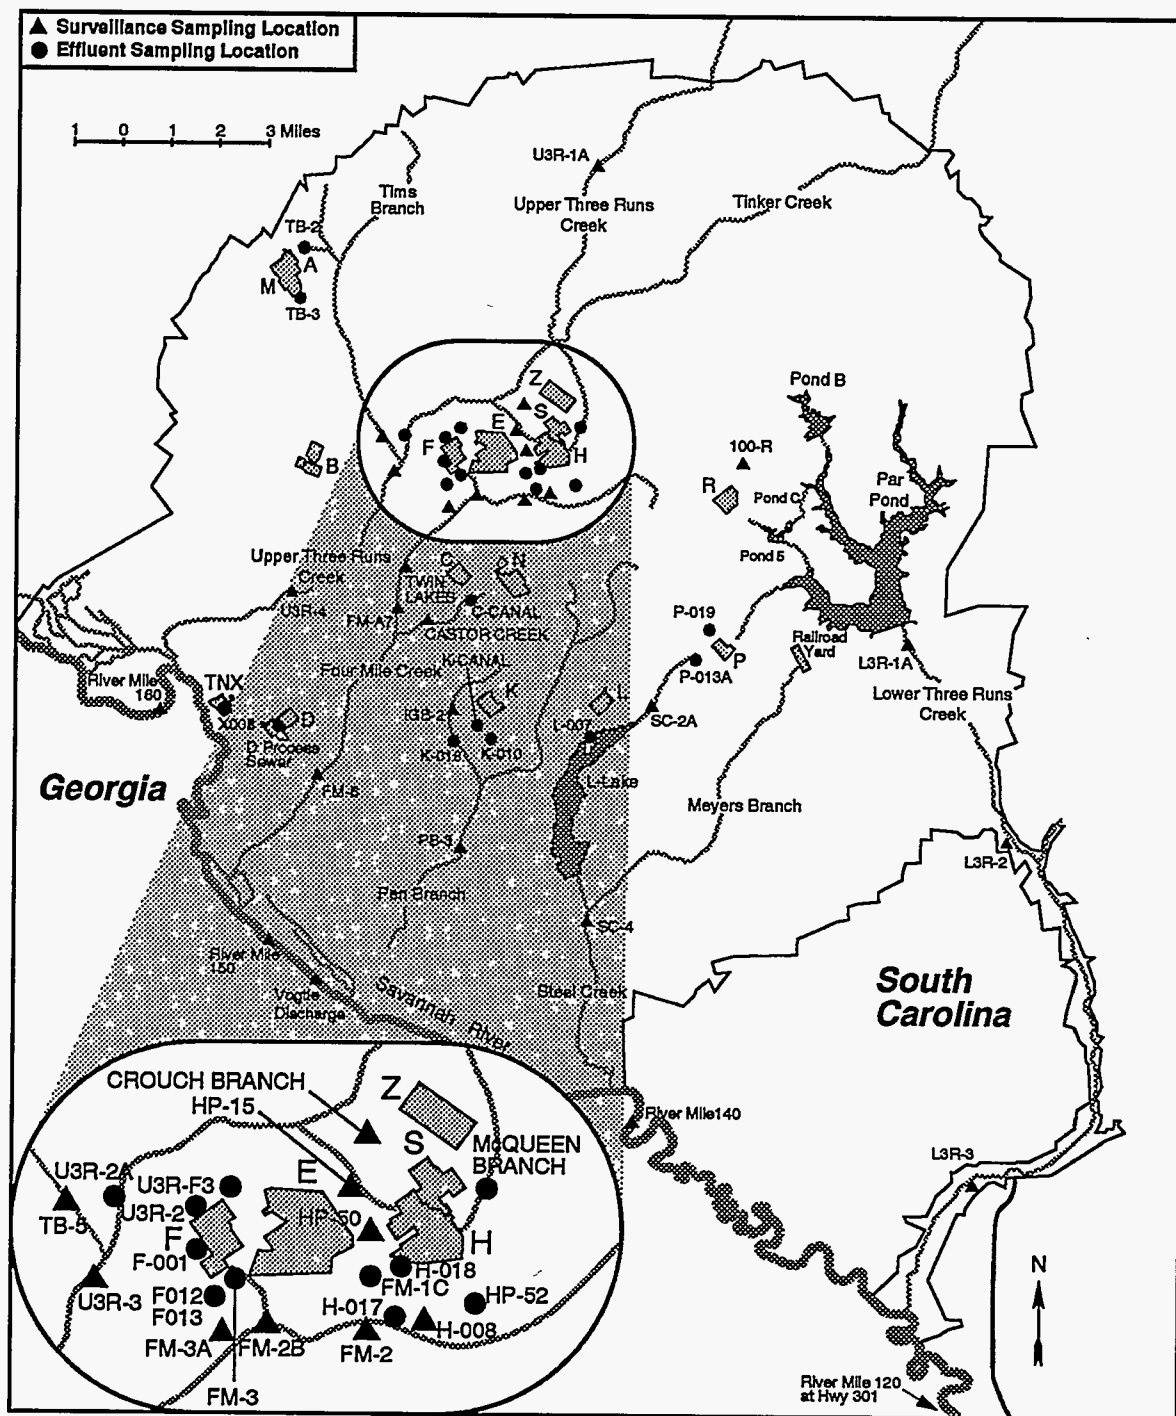 Surveillance Sampling Location
Effluent Sampling Location
1 0 1 2 3 Miles
U3R-1A
Tims
Branch
Upper Three Runs
Creek
Tinker Creek
TB-2
A
M
TB-3
Z
S
E
F
H
B
Pond B
100-R
R
Pond C
Par
Pond
Pond 5
Upper Three Runs
Creek
U3R-4
C
N
TWIN
LAKES
C-CANAL
FM-A7
CASTOR CREEK
P-019
P
Railroad
Yard
L3R-1A
P-013A
Four Mile Creek
K-CANAL
Lower Three Runs
Creek
River Mile
160
TNX
D
D Process
Sewer
K
K-010
L
L-007
SC-2A
L-Lake
Georgia
Meyers Branch
L3R-2
Pen Branch
SC-4
River Mile
150
Vogtle
Discharge
Savannah River
Steel Creek
South
Carolina
CROUCH BRANCH
HP-15
Z
S
McQUEEN
BRANCH
E
U3R-2A
U3R-F3
U3R-2
TB-5
F
HP-50
H
F-001
H-018
FM-1C
U3R-3
F012
F013
H-017
HP-52
H-008
FM-3A
FM-2B
FM-2
FM-3
River Mile 140
L3R-3
N
River Mile 120
at Hwy 301